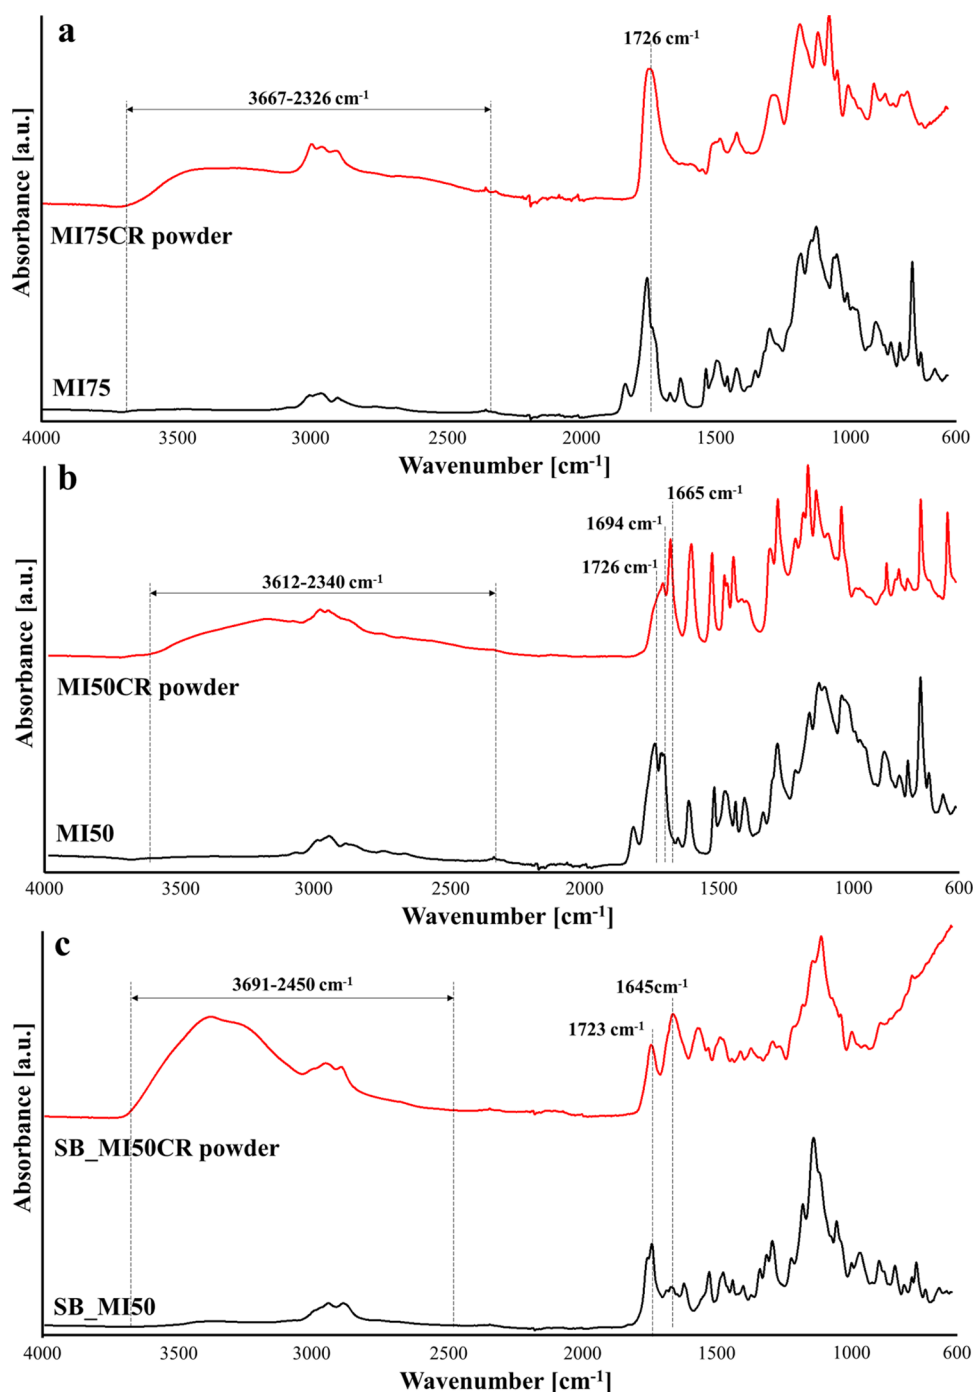 a
1726 cm-1
3667-2326 cm-1
Absorbance [a.u.]
MI75CR powder
MI75
4000 3500 3000 2500 2000 1500 1000 600
Wavenumber [cm-1]
b
1665 cm-1
1694 cm-1
1726 cm-1
3612-2340 cm-1
Absorbance [a.u.]
MI50CR powder
MI50
4000 3500 3000 2500 2000 1500 1000 600
Wavenumber [cm-1]
c
3691-2450 cm-1
1645cm-1
1723 cm-1
Absorbance [a.u.]
SB_MI50CR powder
SB_MI50
4000 3500 3000 2500 2000 1500 1000 600
Wavenumber [cm-1]